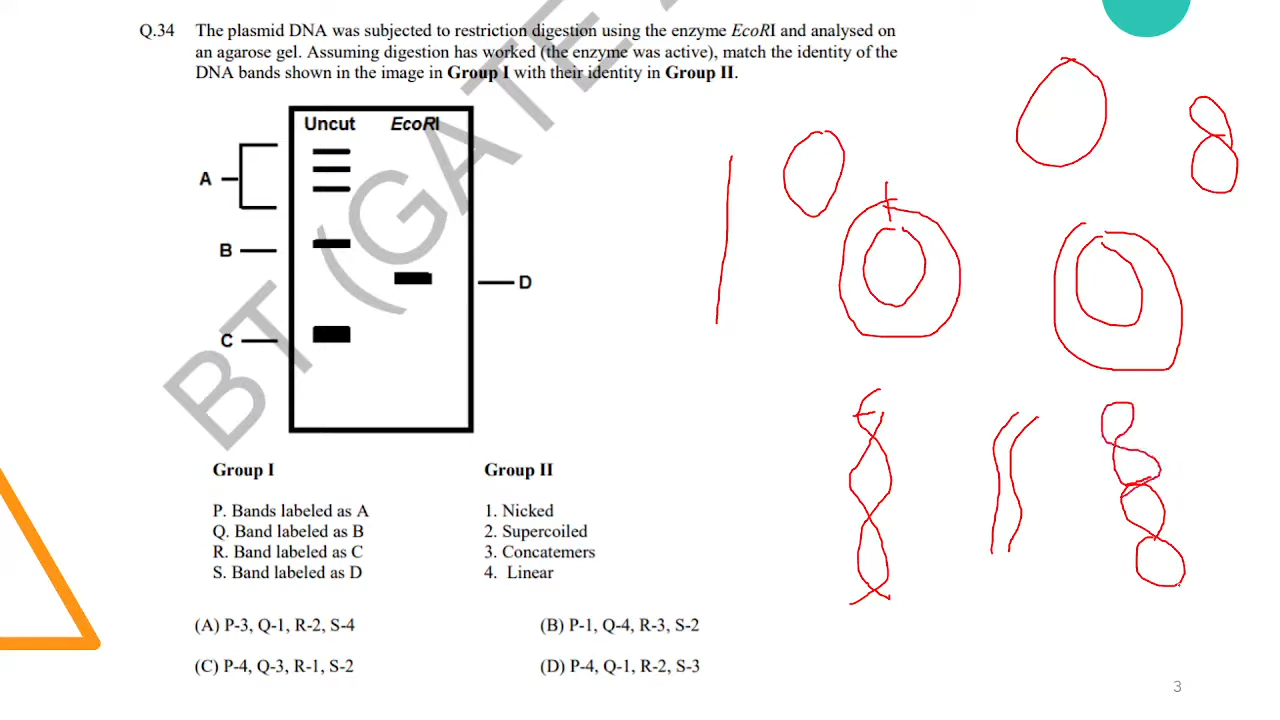 Q.34 The plasmid DNA was subjected to restriction digestion using the enzyme EcoRI and analysed on
an agarose gel. Assuming digestion has worked (the enzyme was active), match the identity of the
DNA bands shown in the image in Group I with their identity in Group II.
Uncut EcoRI
A
B
D
C
BT (GATE
Group I Group II
P. Bands labeled as A 1. Nicked
Q. Band labeled as B 2. Supercoiled
R. Band labeled as C 3. Concatemers
S. Band labeled as D 4. Linear
(A) P-3, Q-1, R-2, S-4 (B) P-1, Q-4, R-3, S-2
(C) P-4, Q-3, R-1, S-2 (D) P-4, Q-1, R-2, S-3
3